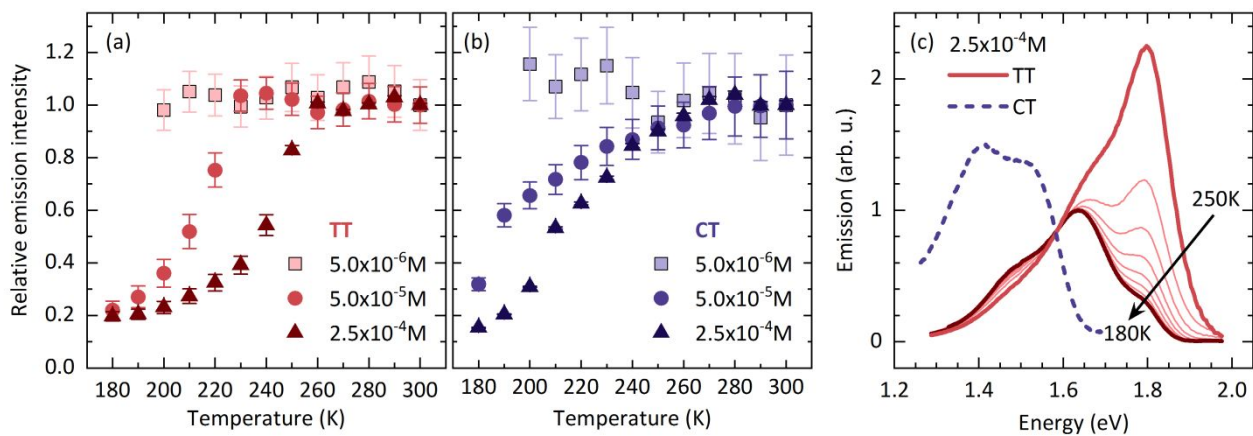 (a)
TT
5.0x10⁻⁶M
5.0x10⁻⁵M
2.5x10⁻⁴M
Relative emission intensity
0.0
0.2
0.4
0.6
0.8
1.0
1.2
180 200 220 240 260 280 300
Temperature (K)
(b)
CT
5.0x10⁻⁶M
5.0x10⁻⁵M
2.5x10⁻⁴M
180 200 220 240 260 280 300
Temperature (K)
(c)
2.5x10⁻⁴M
TT
CT
250K
180K
Emission (arb. u.)
0
1
2
1.2 1.4 1.6 1.8 2.0
Energy (eV)